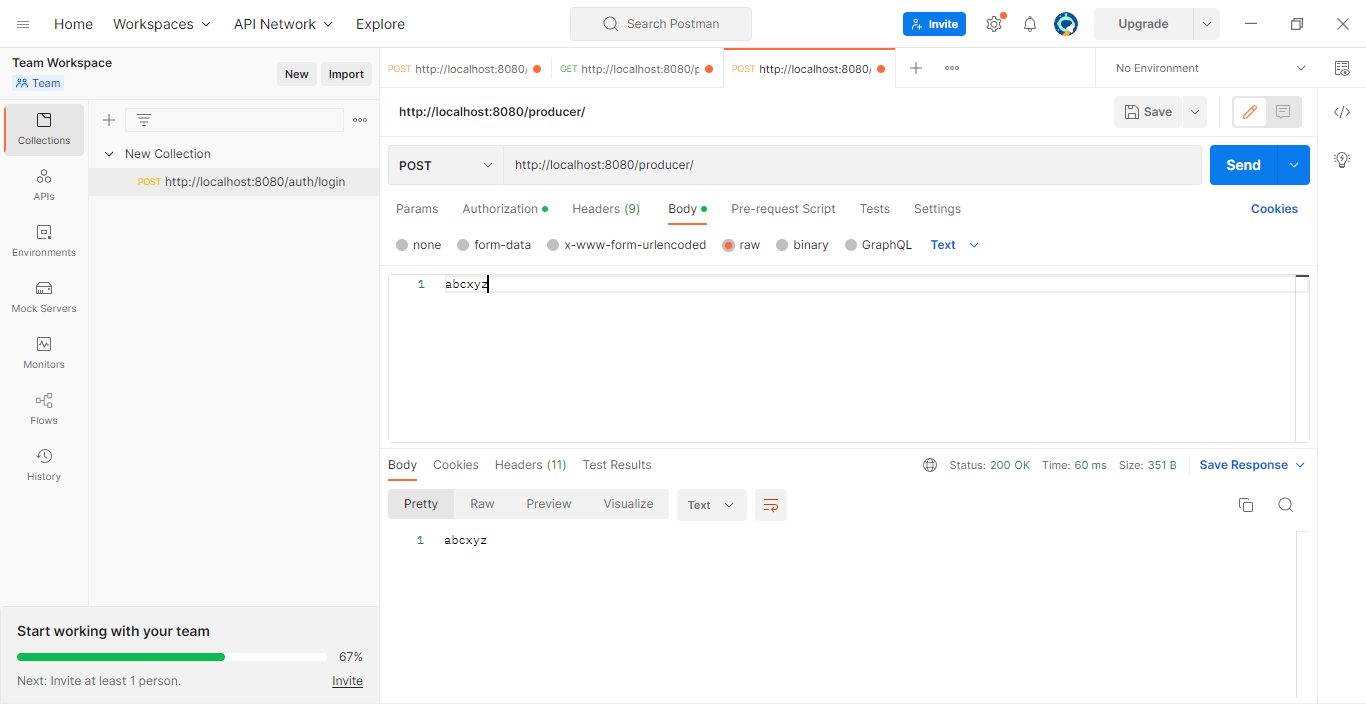 Home Workspaces API Network Explore Search Postman Invite Upgrade
Team Workspace
Team
New Import
POST http://localhost:8080/ GET http://localhost:8080/p POST http://localhost:8080/ No Environment
http://localhost:8080/producer/ Save
Collections
New Collection
POST http://localhost:8080/auth/login
APIs
Environments
Mock Servers
Monitors
Flows
History
POST http://localhost:8080/producer/ Send
Params Authorization Headers (9) Body Pre-request Script Tests Settings Cookies
none form-data x-www-form-urlencoded raw binary GraphQL Text
1 abcxyz
Body Cookies Headers (11) Test Results Status: 200 OK Time: 60 ms Size: 351 B Save Response
Pretty Raw Preview Visualize Text
1 abcxyz
Start working with your team
67%
Next: Invite at least 1 person. Invite